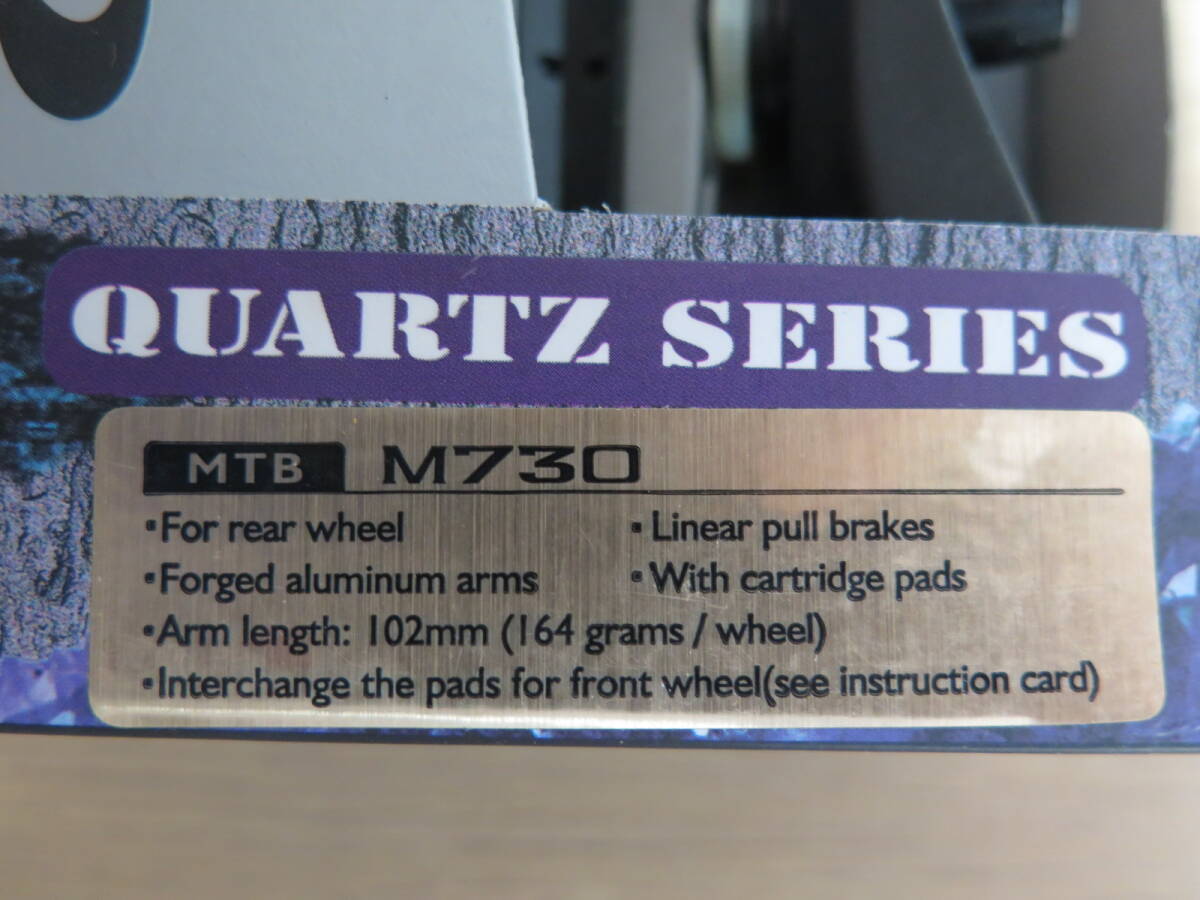 QUARTZ SERIES
MTB M730
▪For rear wheel ▪Linear pull brakes
▪Forged aluminum arms ▪With cartridge pads
▪Arm length: 102mm (164 grams / wheel)
▪Interchange the pads for front wheel(see instruction card)